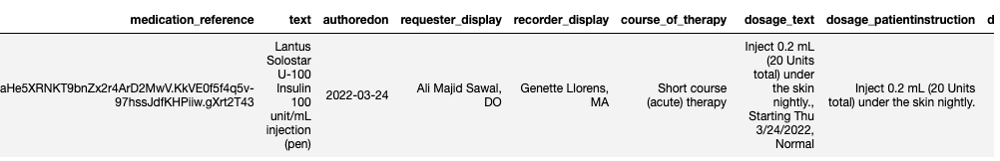 medication_reference text authoredon requester_display recorder_display course_of_therapy dosage_text dosage_patientinstruction d
aHe5XRNKT9bnZx2r4ArD2MwV.KkVE0f5f4q5v-
97hssJdfKHPiiw.gXrt2T43
Lantus
Solostar
U-100
Insulin
100
unit/mL
injection
(pen)
2022-03-24
Ali Majid Sawal,
DO
Genette Llorens,
MA
Short course
(acute) therapy
Inject 0.2 mL
(20 Units
total) under
the skin
nightly.,
Starting Thu
3/24/2022,
Normal
Inject 0.2 mL (20 Units
total) under the skin nightly.